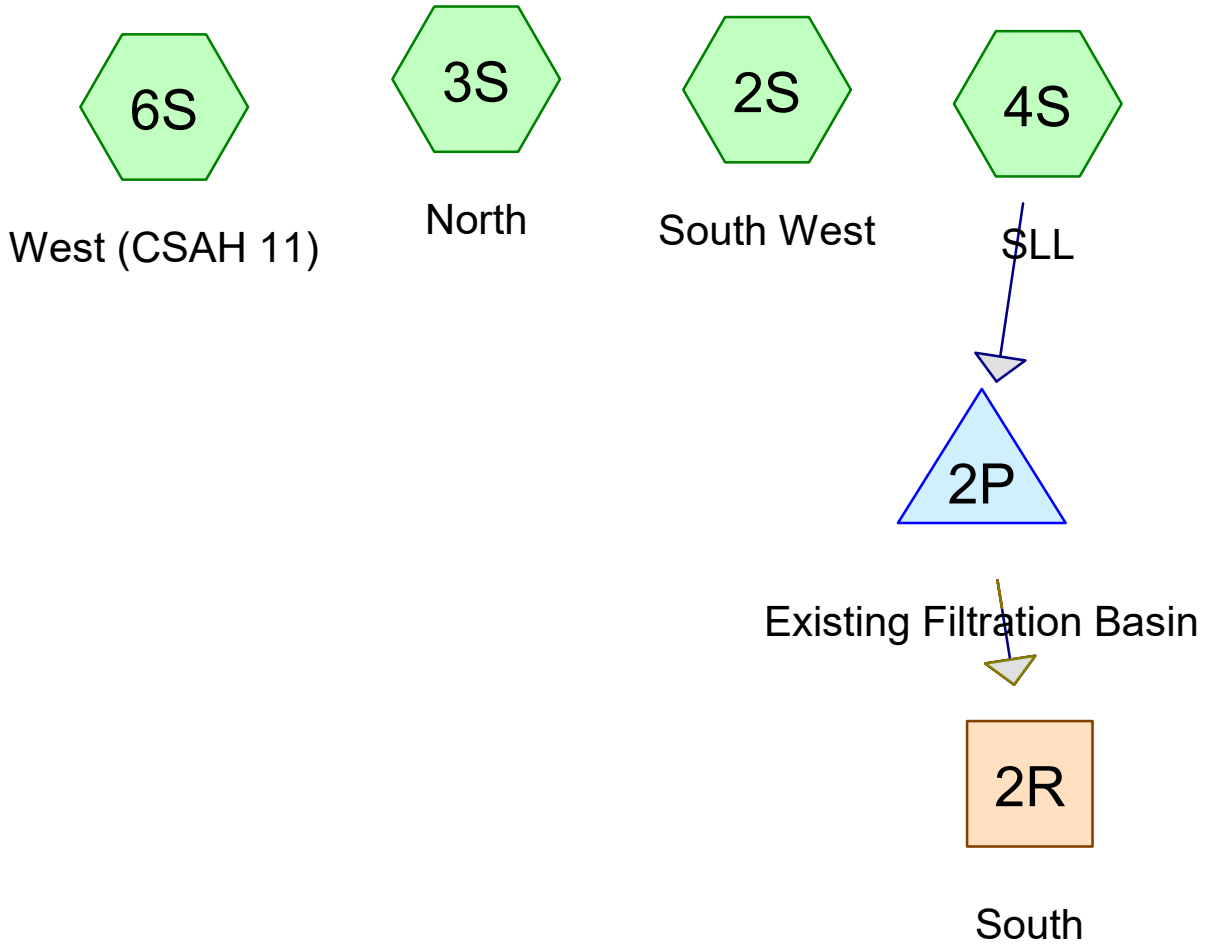 6S
West (CSAH 11)
3S
North
2S
South West
4S
SLL
2P
Existing Filtration Basin
2R
South